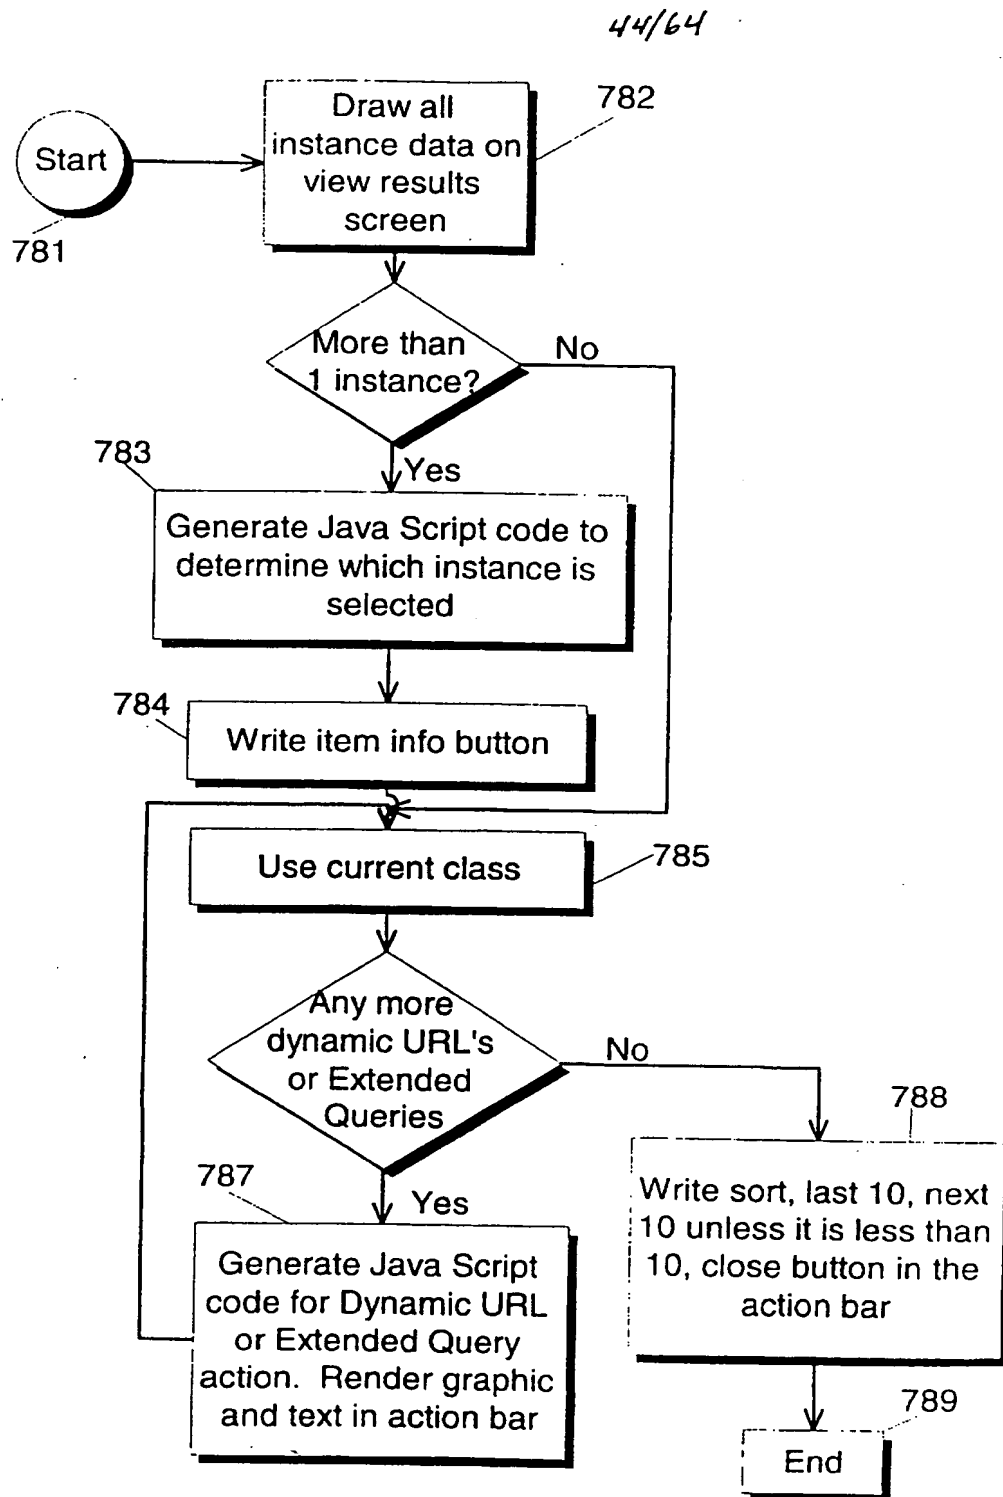 44/64
Start
781
Draw all
instance data on
view results
screen
782
More than
1 instance?
No
Yes
783
Generate Java Script code to
determine which instance is
selected
784
Write item info button
Use current class
785
Any more
dynamic URL's
or Extended
Queries
No
Yes
787
Generate Java Script
code for Dynamic URL
or Extended Query
action. Render graphic
and text in action bar
788
Write sort, last 10, next
10 unless it is less than
10, close button in the
action bar
789
End